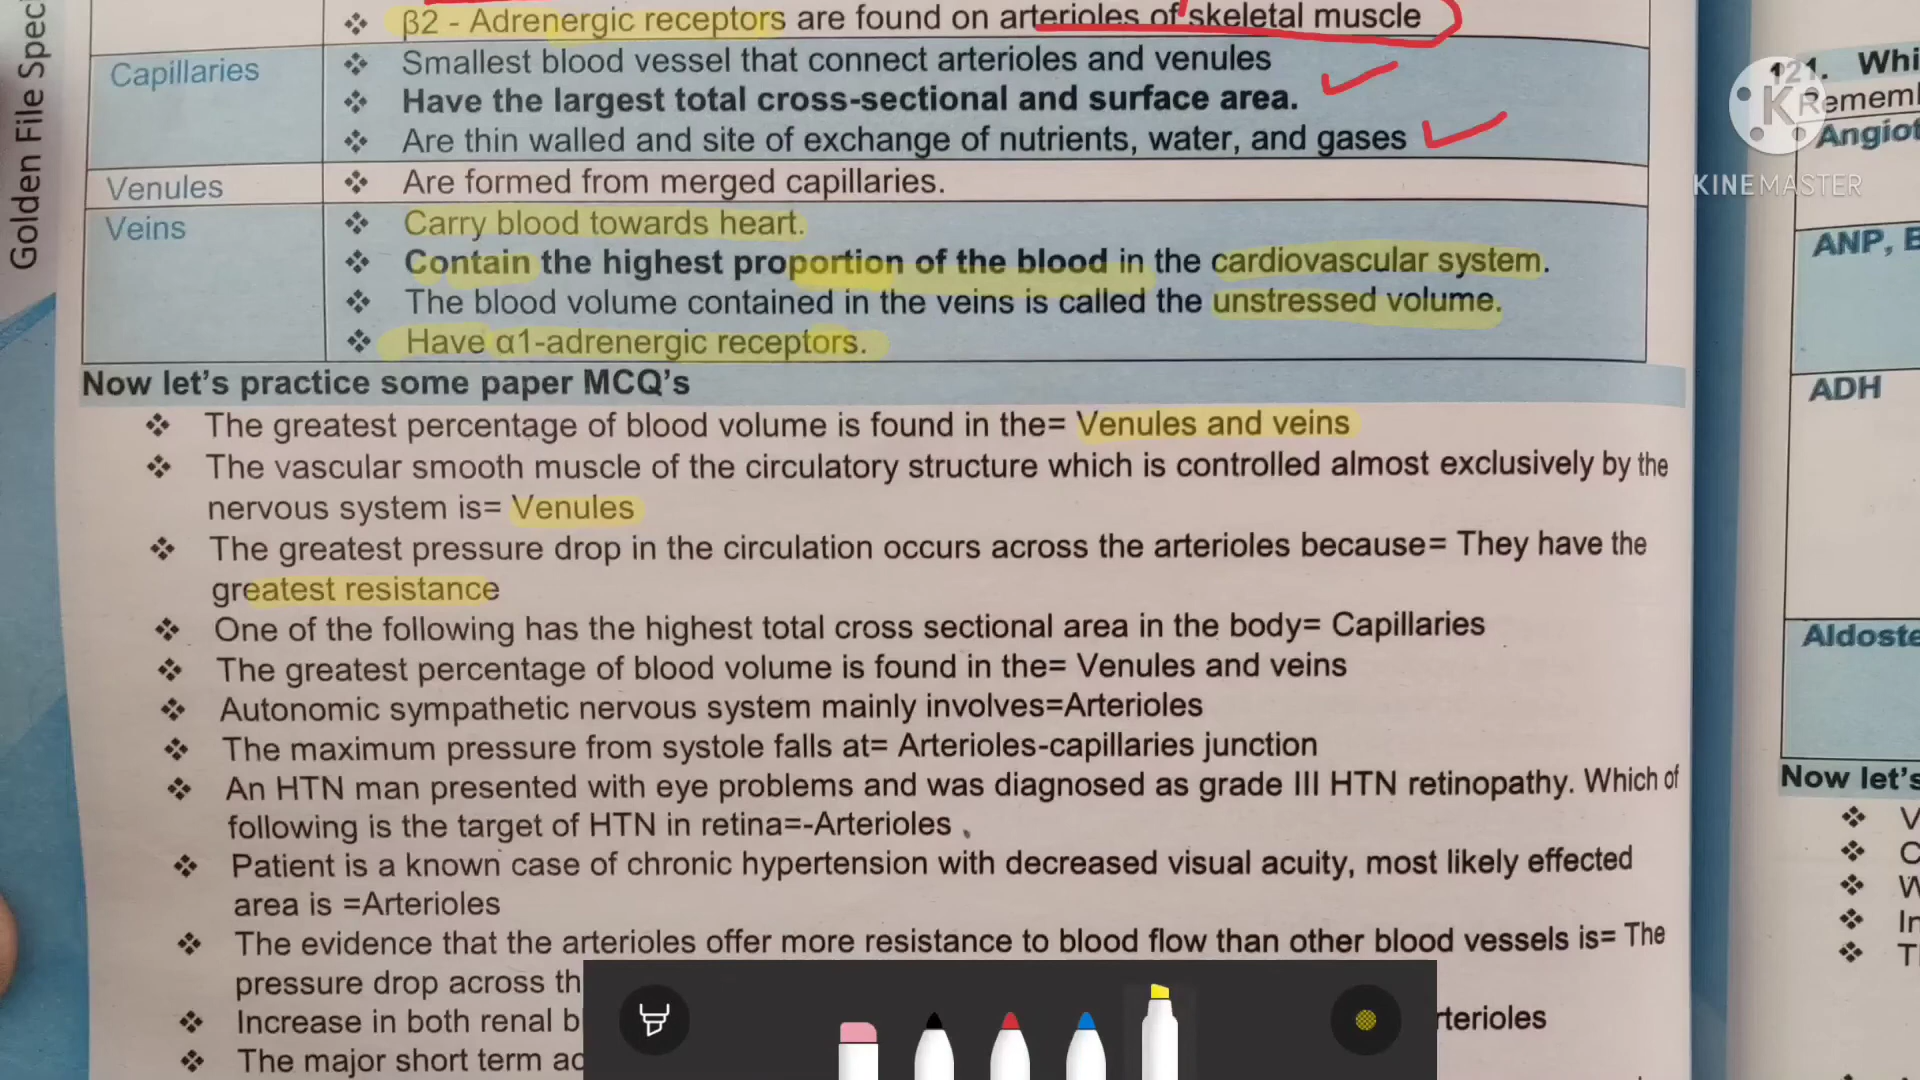 Golden File Spec
β2 - Adrenergic receptors are found on arterioles of skeletal muscle
Capillaries
Smallest blood vessel that connect arterioles and venules
Have the largest total cross-sectional and surface area.
Are thin walled and site of exchange of nutrients, water, and gases
Venules
Are formed from merged capillaries.
Veins
Carry blood towards heart.
Contain the highest proportion of the blood in the cardiovascular system.
The blood volume contained in the veins is called the unstressed volume.
Have α1-adrenergic receptors.
Now let's practice some paper MCQ's
The greatest percentage of blood volume is found in the= Venules and veins
The vascular smooth muscle of the circulatory structure which is controlled almost exclusively by the
nervous system is= Venules
The greatest pressure drop in the circulation occurs across the arterioles because= They have the
greatest resistance
One of the following has the highest total cross sectional area in the body= Capillaries
The greatest percentage of blood volume is found in the= Venules and veins
Autonomic sympathetic nervous system mainly involves=Arterioles
The maximum pressure from systole falls at= Arterioles-capillaries junction
An HTN man presented with eye problems and was diagnosed as grade III HTN retinopathy. Which of
following is the target of HTN in retina=-Arterioles
Patient is a known case of chronic hypertension with decreased visual acuity, most likely effected
area is =Arterioles
The evidence that the arterioles offer more resistance to blood flow than other blood vessels is= The
pressure drop across th
Increase in both renal bl rterioles
The major short term ac
121. Whi
Rememb
Angiot
ANP, B
ADH
Aldoste
Now let's
V
C
W
In
T
K
KINEMASTER